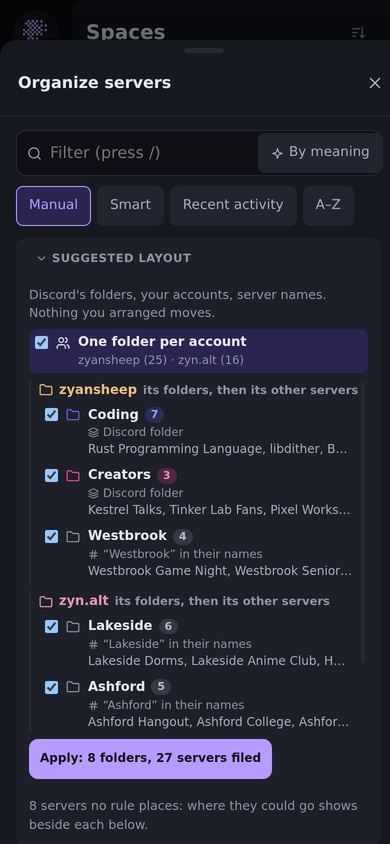 Spaces
Organize servers
Filter (press /)
By meaning
Manual
Smart
Recent activity
A–Z
SUGGESTED LAYOUT
Discord's folders, your accounts, server names.
Nothing you arranged moves.
One folder per account
zyansheep (25) · zyn.alt (16)
zyansheep its folders, then its other servers
Coding 7
Discord folder
Rust Programming Language, libdither, B…
Creators 3
Discord folder
Kestrel Talks, Tinker Lab Fans, Pixel Works…
Westbrook 4
# “Westbrook” in their names
Westbrook Game Night, Westbrook Senior…
zyn.alt its folders, then its other servers
Lakeside 6
# “Lakeside” in their names
Lakeside Dorms, Lakeside Anime Club, H…
Ashford 5
# “Ashford” in their names
Ashford Hangout, Ashford College, Ashfor…
Apply: 8 folders, 27 servers filed
8 servers no rule places: where they could go shows
beside each below.